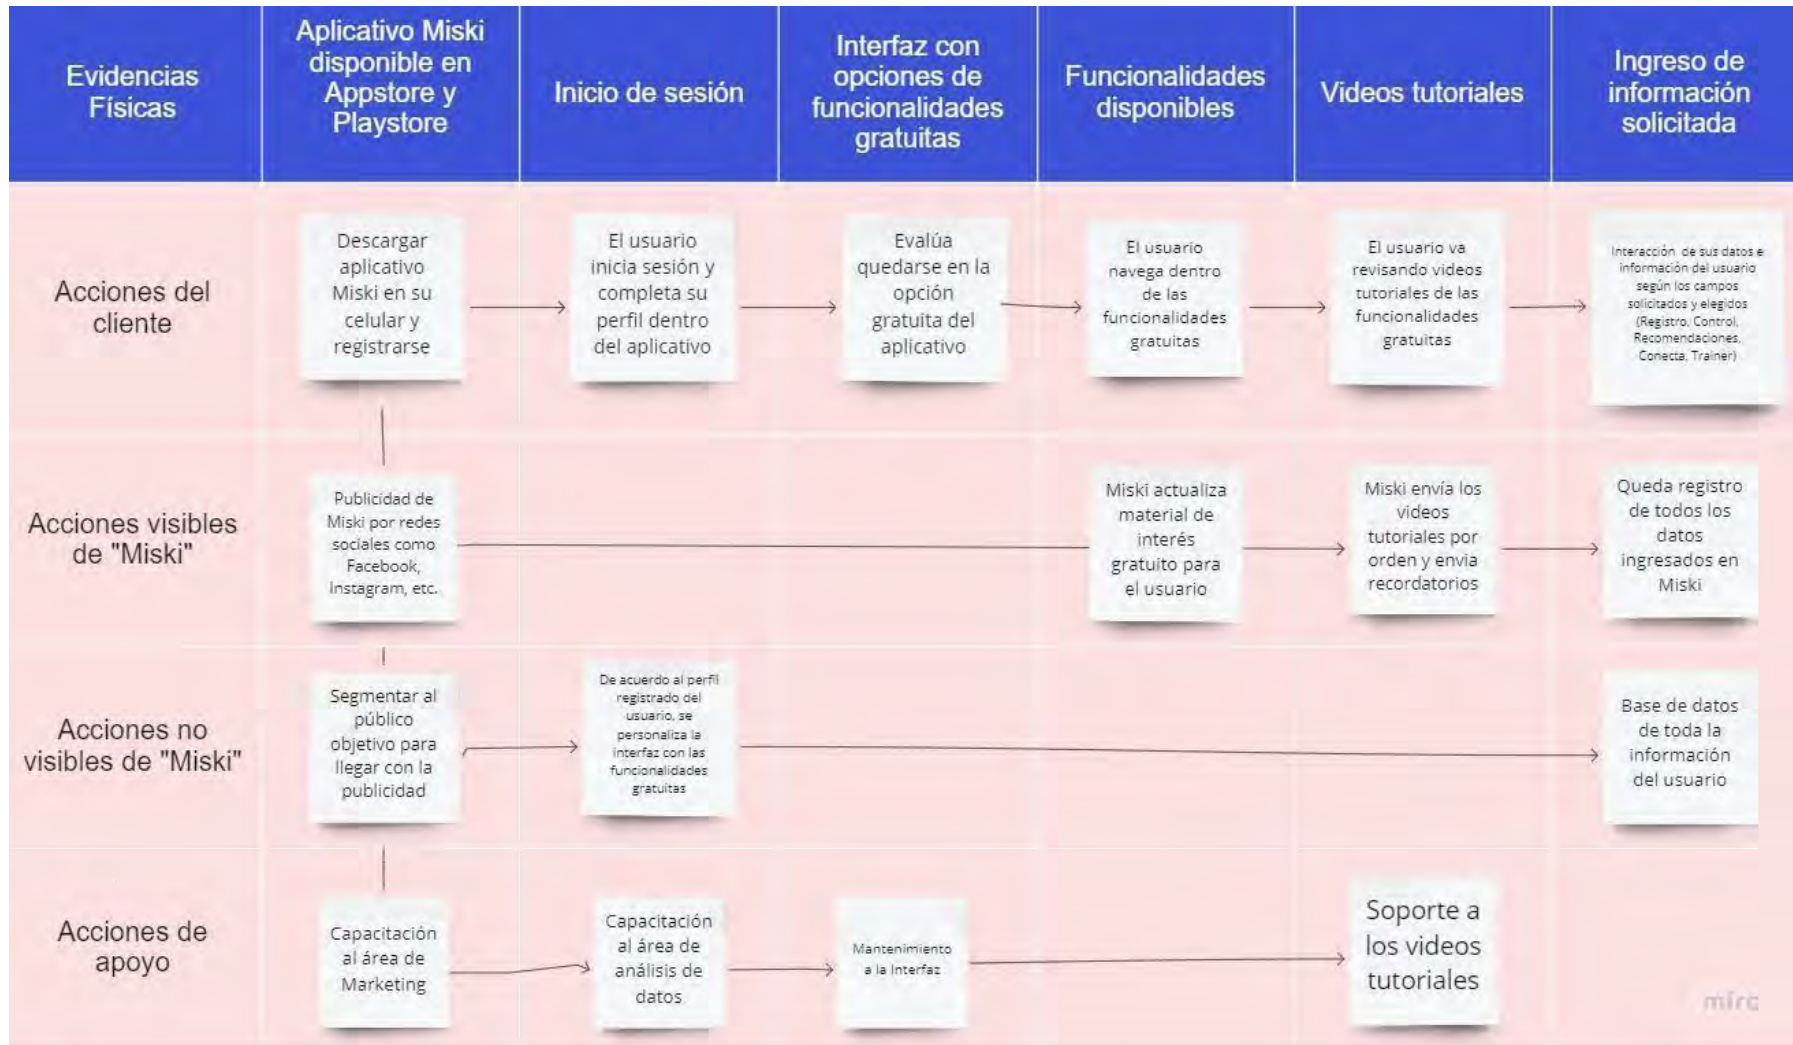 Evidencias
Físicas
Aplicativo Miski
disponible en
Appstore y
Playstore
Inicio de sesión
Interfaz con
opciones de
funcionalidades
gratuitas
Funcionalidades
disponibles
Videos tutoriales
Ingreso de
información
solicitada
Acciones del
cliente
Descargar
aplicativo
Miski en su
celular y
registrarse
El usuario
inicia sesión y
completa su
perfil dentro
del aplicativo
Evalúa
quedarse en la
opción
gratuita del
aplicativo
El usuario
navega dentro
de las
funcionalidades
gratuitas
El usuario va
revisando videos
tutoriales de las
funcionalidades
gratuitas
Interacción de sus datos e
información del usuario
según los campos
solicitados y elegidos
(Registro, Control,
Recomendaciones,
Conecta, Trainer)
Acciones visibles
de "Miski"
Publicidad de
Miski por redes
sociales como
Facebook,
Instagram, etc.
Miski actualiza
material de
interés
gratuito para
el usuario
Miski envía los
videos
tutoriales por
orden y envia
recordatorios
Queda registro
de todos los
datos
ingresados en
Miski
Acciones no
visibles de "Miski"
Segmentar al
público
objetivo para
llegar con la
publicidad
De acuerdo al perfil
registrado del
usuario, se
personaliza la
interfaz con las
funcionalidades
gratuitas
Base de datos
de toda la
información
del usuario
Acciones de
apoyo
Capacitación
al área de
Marketing
Capacitación
al área de
análisis de
datos
Mantenimiento
a la Interfaz
Soporte a
los videos
tutoriales
miro